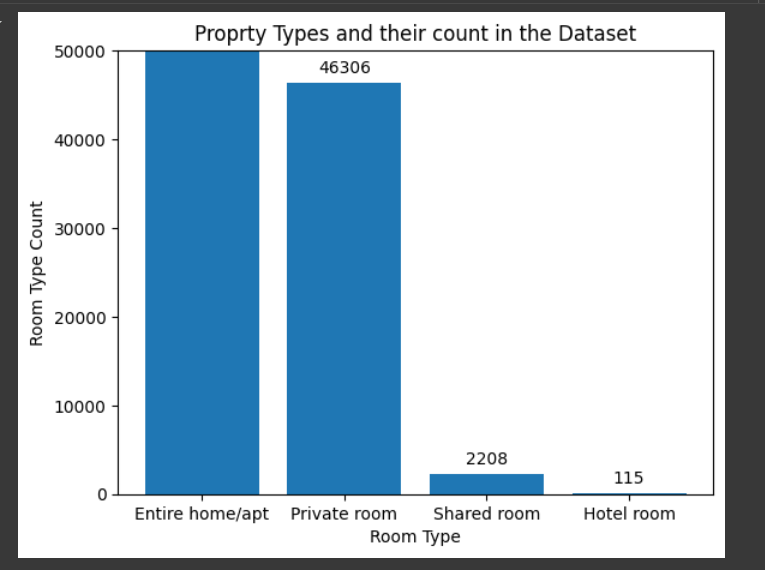 Proprty Types and their count in the Dataset
50000
40000
30000
20000
10000
0
Room Type Count
46306
2208
115
Entire home/apt Private room Shared room Hotel room
Room Type